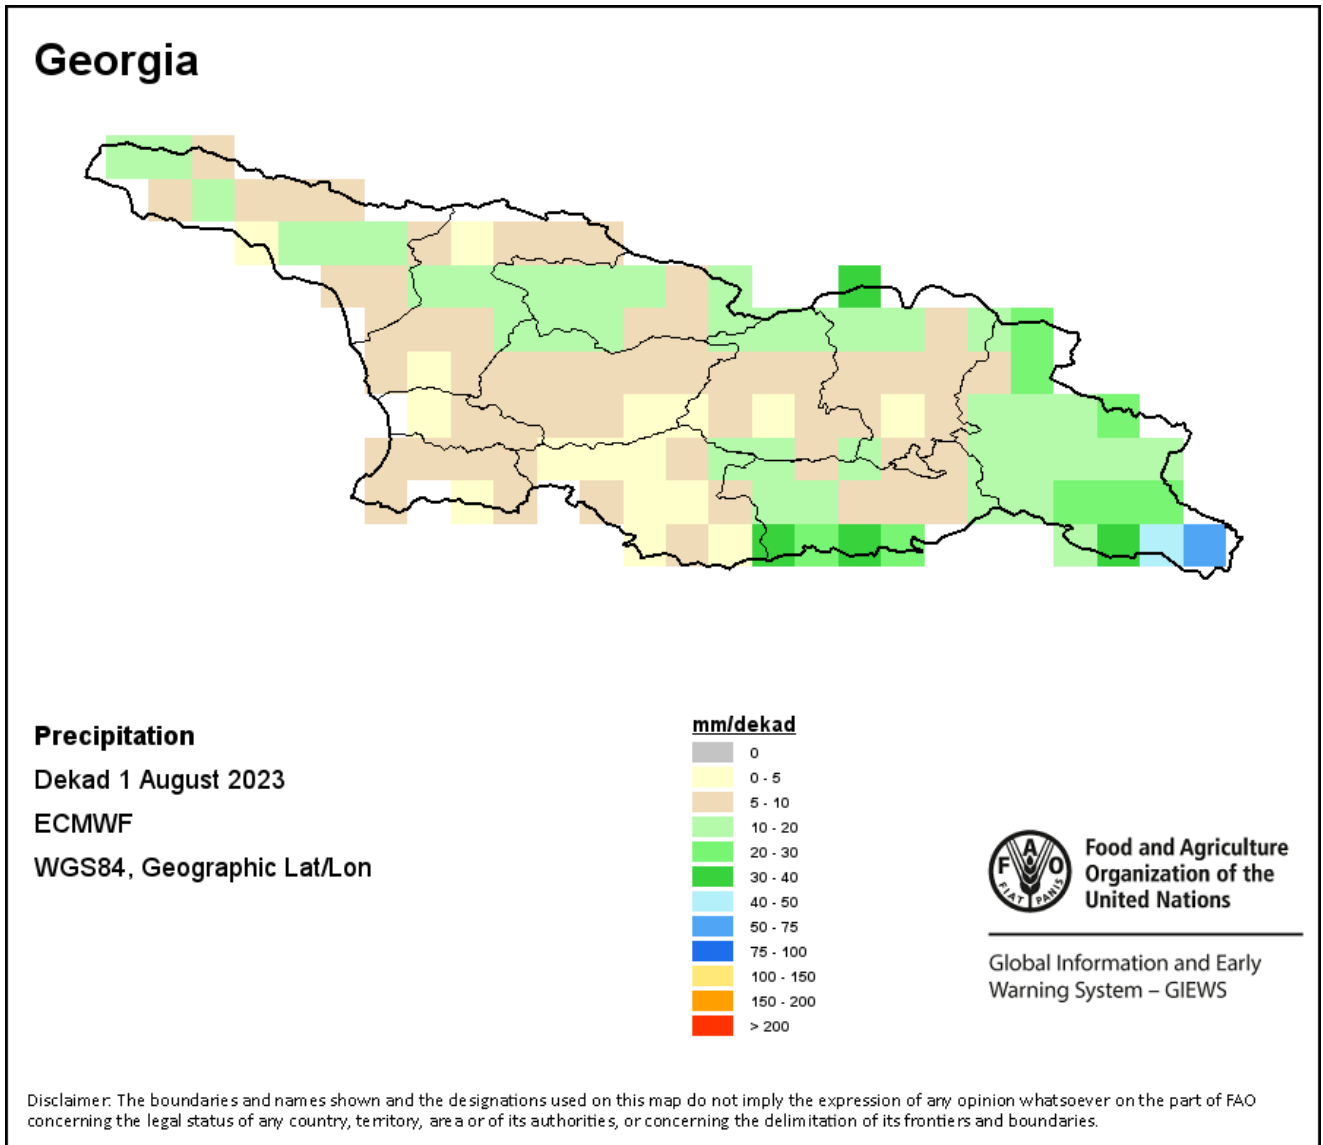 Georgia
Precipitation
Dekad 1 August 2023
ECMWF
WGS84, Geographic Lat/Lon
mm/dekad
0
0 - 5
5 - 10
10 - 20
20 - 30
30 - 40
40 - 50
50 - 75
75 - 100
100 - 150
150 - 200
> 200
F A O
FIAT PANIS
Food and Agriculture
Organization of the
United Nations
Global Information and Early
Warning System – GIEWS
Disclaimer: The boundaries and names shown and the designations used on this map do not imply the expression of any opinion whatsoever on the part of FAO
concerning the legal status of any country, territory, area or of its authorities, or concerning the delimitation of its frontiers and boundaries.